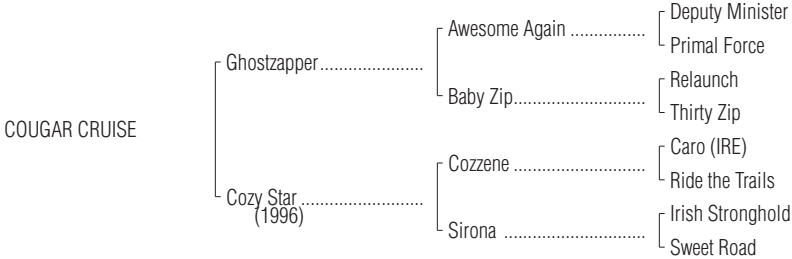 Deputy Minister
Awesome Again ................
Primal Force
Ghostzapper......................
Relaunch
Baby Zip............................
Thirty Zip
COUGAR CRUISE
Caro (IRE)
Cozzene ............................
Ride the Trails
Cozy Star ..........................
(1996)
Irish Stronghold
Sirona ..............................
Sweet Road